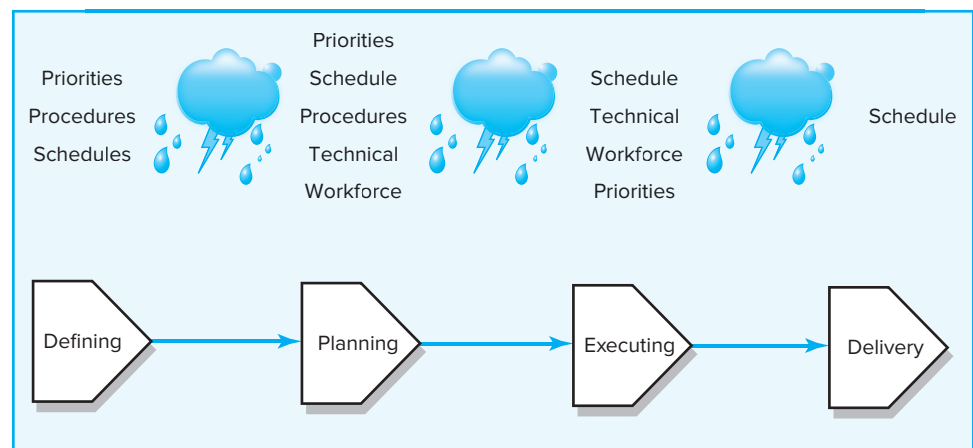 Priorities
Procedures
Schedules
Priorities
Schedule
Procedures
Technical
Workforce
Schedule
Technical
Workforce
Priorities
Schedule
Defining
Planning
Executing
Delivery